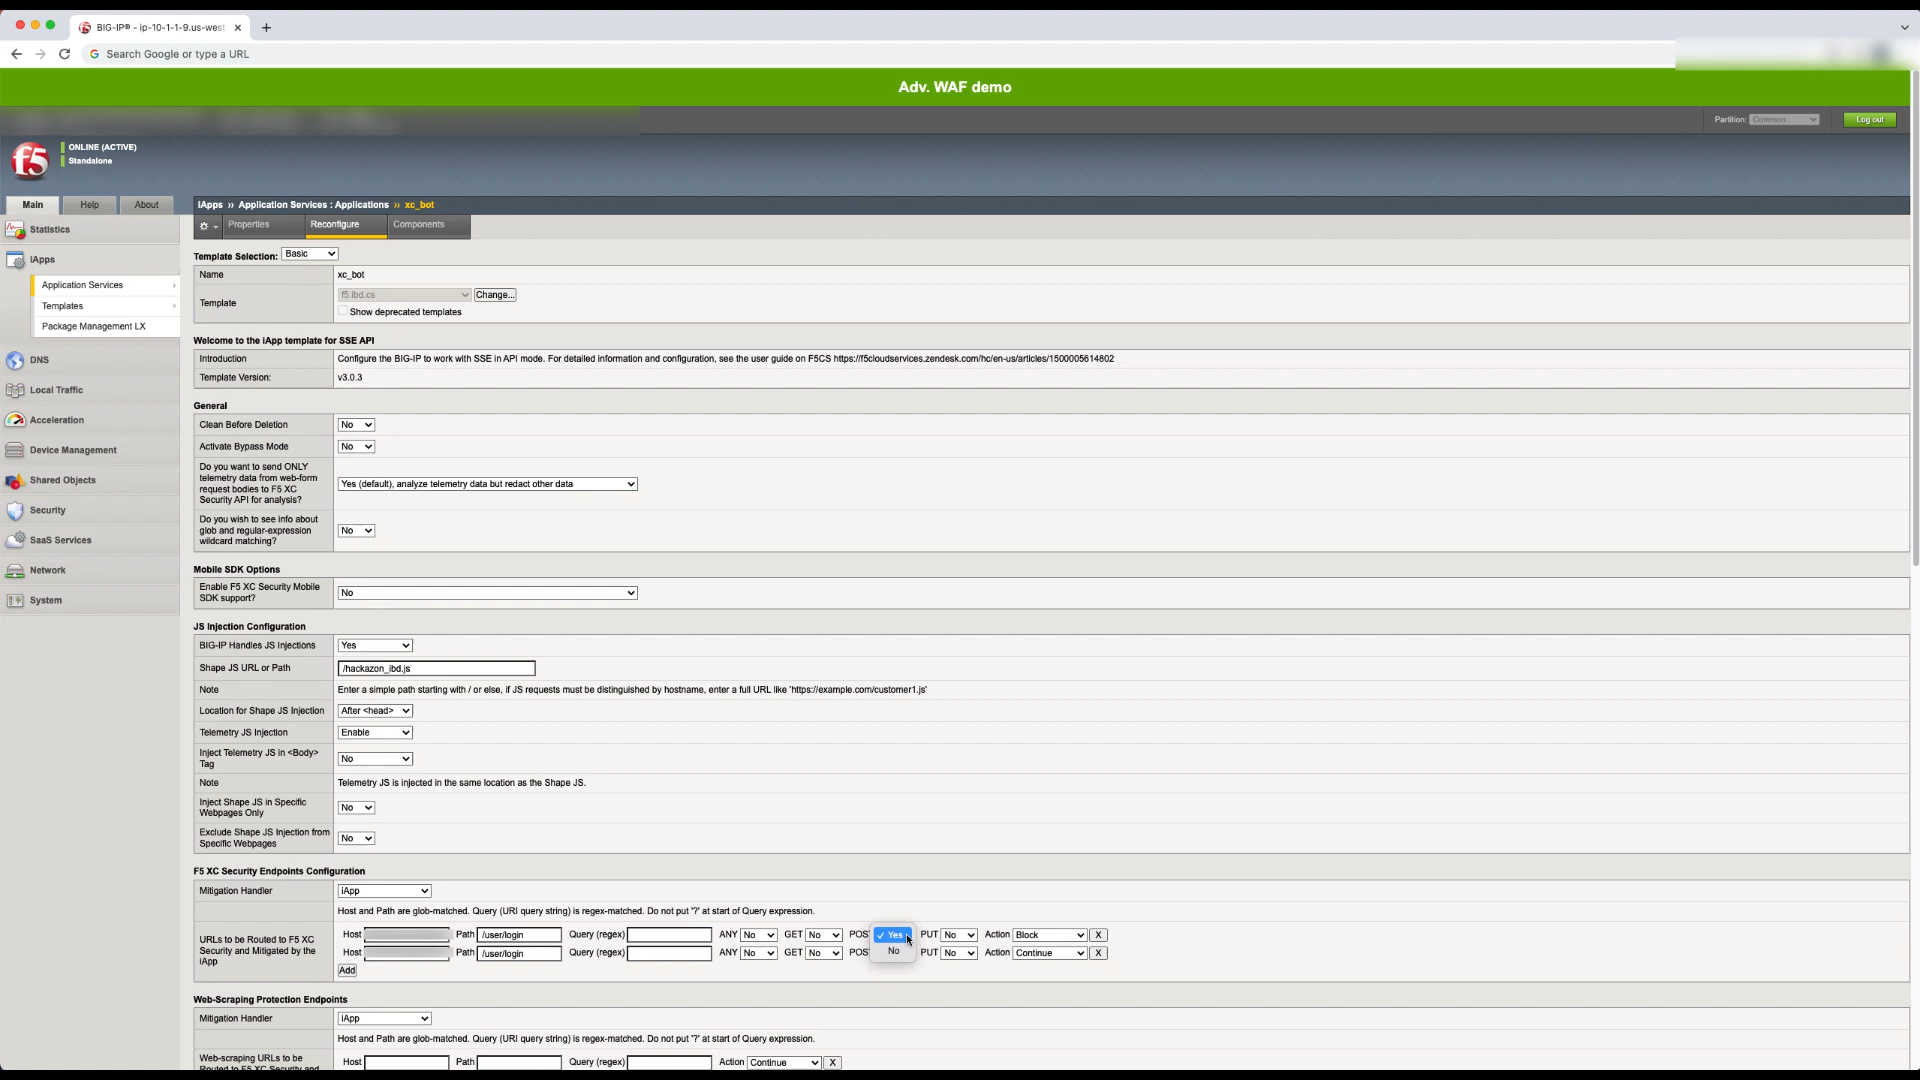 BIG-IP® - ip-10-1-1-9.us-west
Search Google or type a URL
Adv. WAF demo
Partition: Common
Log out
f5
ONLINE (ACTIVE)
Standalone
Main Help About
iApps » Application Services : Applications » xc_bot
Properties Reconfigure Components
Statistics
iApps
Application Services
Templates
Package Management LX
DNS
Local Traffic
Acceleration
Device Management
Shared Objects
Security
SaaS Services
Network
System
Template Selection: Basic
Name xc_bot
Template f5.ibd.cs Change...
Show deprecated templates
Welcome to the iApp template for SSE API
Introduction Configure the BIG-IP to work with SSE in API mode. For detailed information and configuration, see the user guide on F5CS https://f5cloudservices.zendesk.com/hc/en-us/articles/1500005614802
Template Version: v3.0.3
General
Clean Before Deletion No
Activate Bypass Mode No
Do you want to send ONLY
telemetry data from web-form
request bodies to F5 XC
Security API for analysis?
Yes (default), analyze telemetry data but redact other data
Do you wish to see info about
glob and regular-expression
wildcard matching?
No
Mobile SDK Options
Enable F5 XC Security Mobile
SDK support?
No
JS Injection Configuration
BIG-IP Handles JS Injections Yes
Shape JS URL or Path /hackazon_ibd.js
Note Enter a simple path starting with / or else, if JS requests must be distinguished by hostname, enter a full URL like 'https://example.com/customer1.js'
Location for Shape JS Injection After <head>
Telemetry JS Injection Enable
Inject Telemetry JS in <Body>
Tag
No
Note Telemetry JS is injected in the same location as the Shape JS.
Inject Shape JS in Specific
Webpages Only
No
Exclude Shape JS Injection from
Specific Webpages
No
F5 XC Security Endpoints Configuration
Mitigation Handler iApp
Host and Path are glob-matched. Query (URI query string) is regex-matched. Do not put '?' at start of Query expression.
URLs to be Routed to F5 XC
Security and Mitigated by the
iApp
Host Path /user/login Query (regex) ANY No GET No POS Yes PUT No Action Block X
Host Path /user/login Query (regex) ANY No GET No POS No PUT No Action Continue X
Add
Web-Scraping Protection Endpoints
Mitigation Handler iApp
Host and Path are glob-matched. Query (URI query string) is regex-matched. Do not put '?' at start of Query expression.
Web-scraping URLs to be
Routed to F5 XC Security and
Host Path Query (regex) Action Continue X